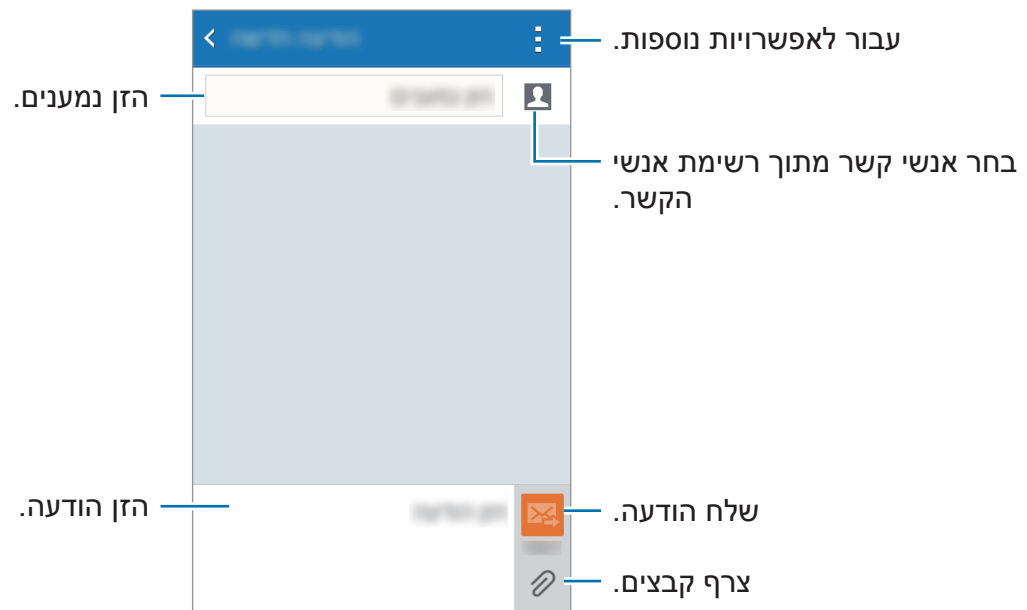 עבור לאפשרויות נוספות.
הזן נמענים.
בחר אנשי קשר מתוך רשימת אנשי
הקשר.
הזן הודעה.
שלח הודעה.
צרף קבצים.